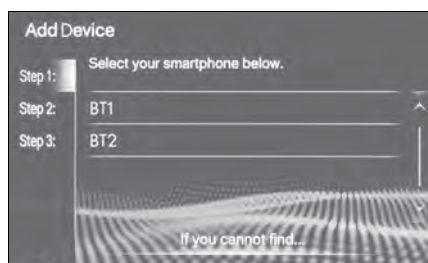 Add Device
Select your smartphone below.
Step 1:
Step 2:
BT1
Step 3:
BT2
If you cannot find...